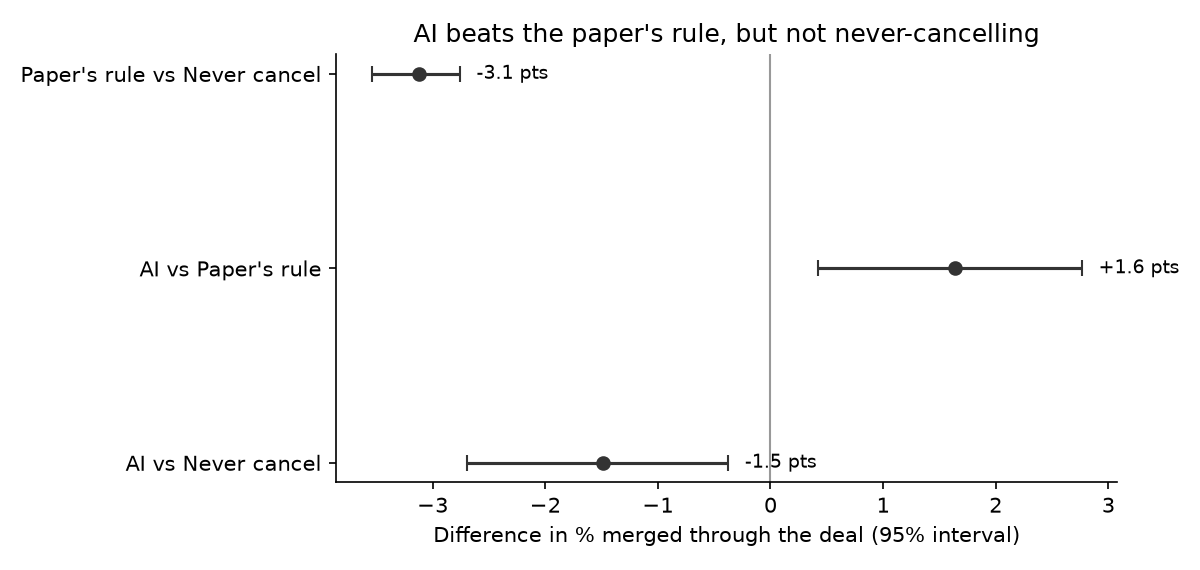 AI beats the paper's rule, but not never-cancelling
Paper's rule vs Never cancel
-3.1 pts
AI vs Paper's rule
+1.6 pts
AI vs Never cancel
-1.5 pts
−3 −2 −1 0 1 2 3
Difference in % merged through the deal (95% interval)